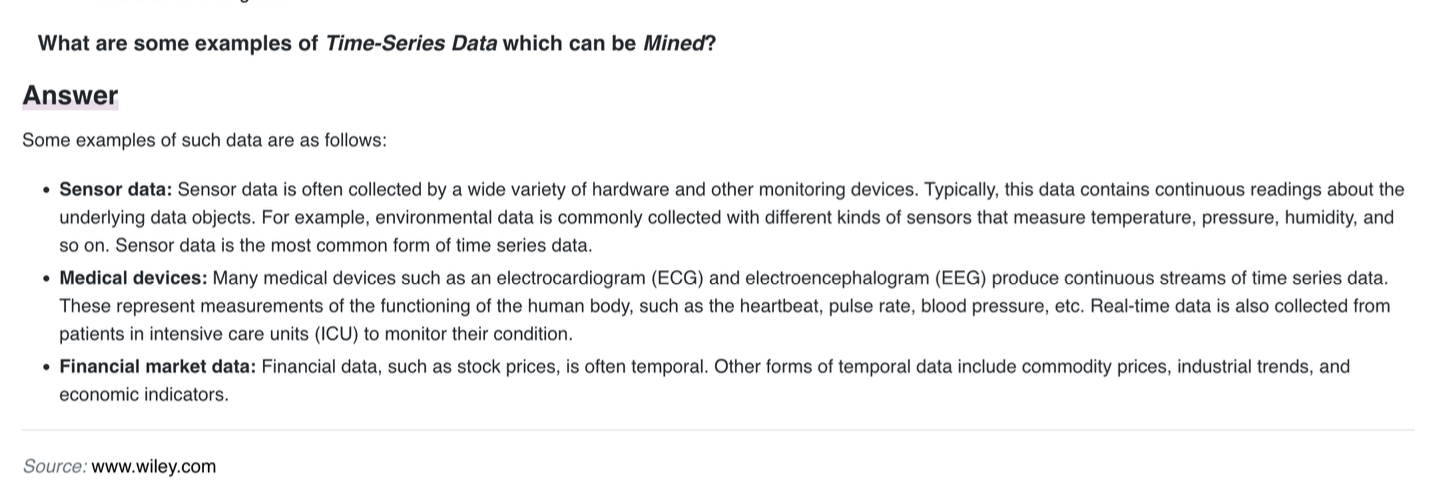 What are some examples of Time-Series Data which can be Mined?
Answer
Some examples of such data are as follows:
• Sensor data: Sensor data is often collected by a wide variety of hardware and other monitoring devices. Typically, this data contains continuous readings about the
underlying data objects. For example, environmental data is commonly collected with different kinds of sensors that measure temperature, pressure, humidity, and
so on. Sensor data is the most common form of time series data.
• Medical devices: Many medical devices such as an electrocardiogram (ECG) and electroencephalogram (EEG) produce continuous streams of time series data.
These represent measurements of the functioning of the human body, such as the heartbeat, pulse rate, blood pressure, etc. Real-time data is also collected from
patients in intensive care units (ICU) to monitor their condition.
• Financial market data: Financial data, such as stock prices, is often temporal. Other forms of temporal data include commodity prices, industrial trends, and
economic indicators.
Source: www.wiley.com